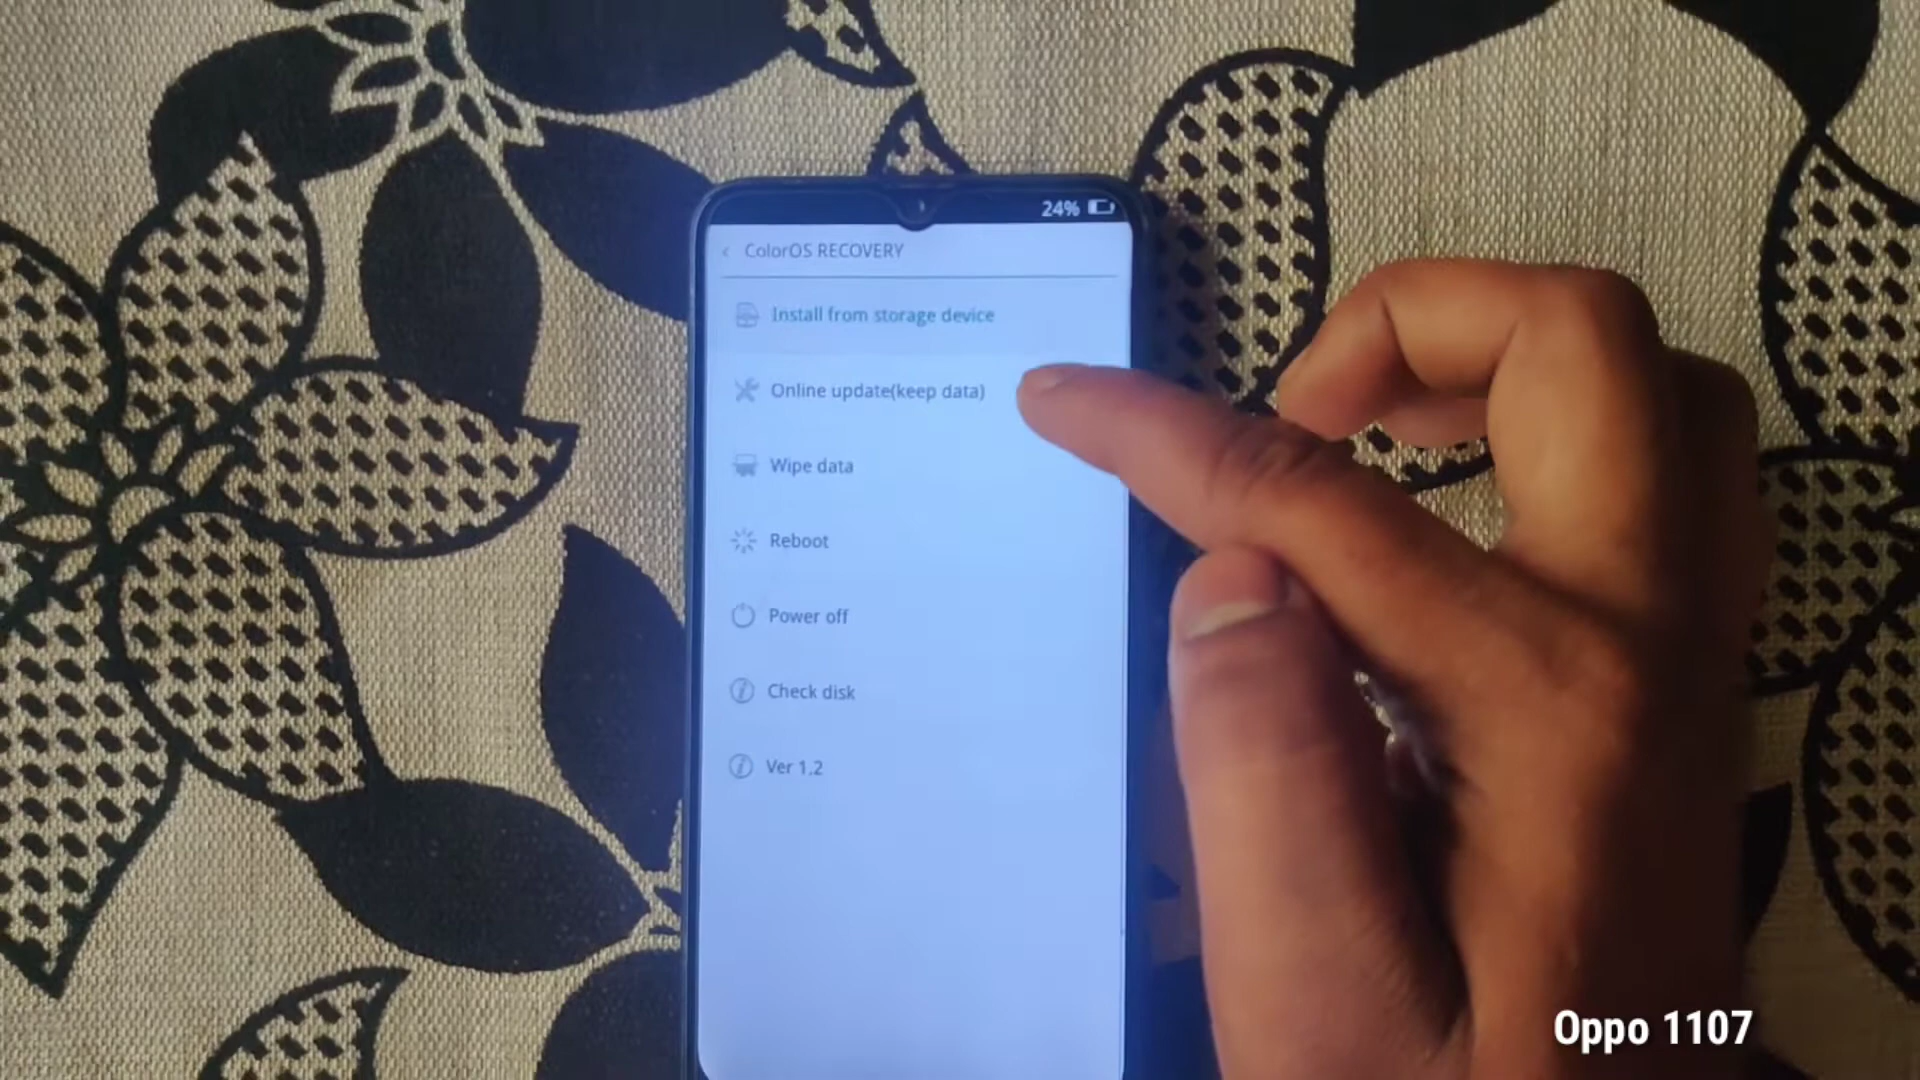 24%
ColorOS RECOVERY
Install from storage device
Online update(keep data)
Wipe data
Reboot
Power off
Check disk
Ver 1.2
Oppo 1107